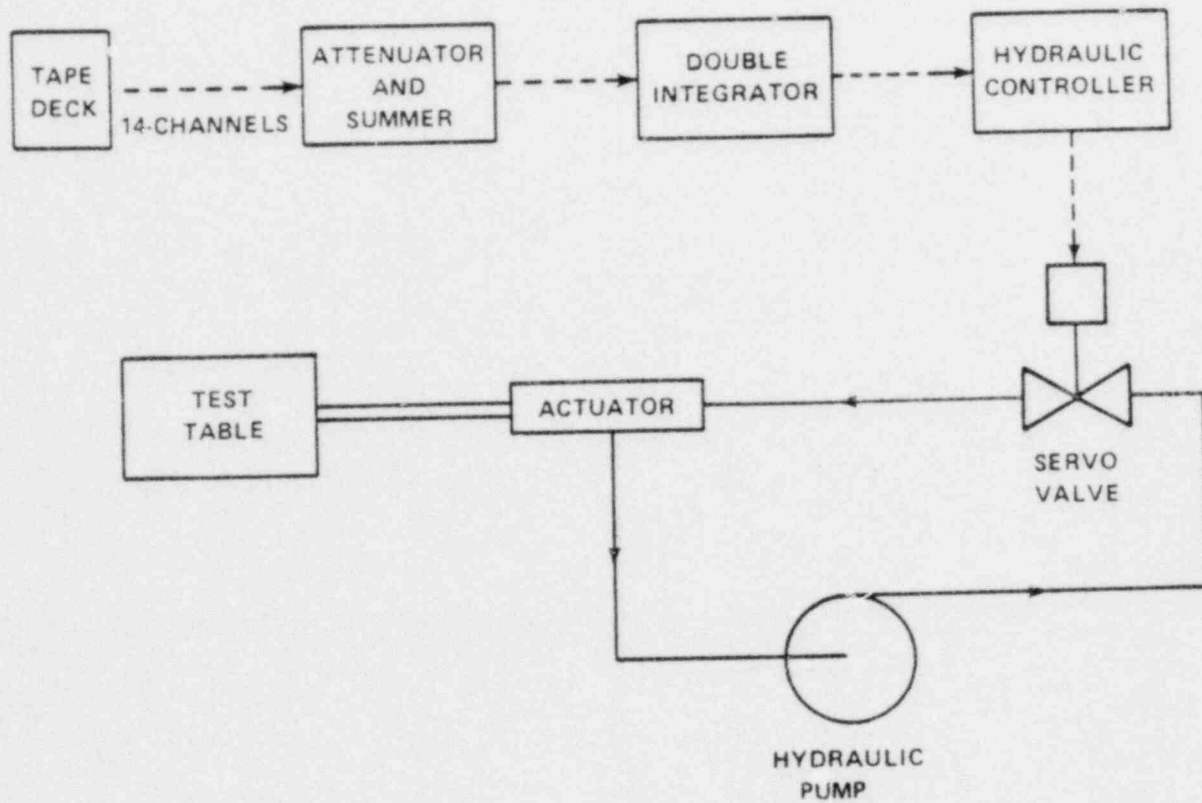 TAPE
DECK
14-CHANNELS
ATTENUATOR
AND
SUMMER
DOUBLE
INTEGRATOR
HYDRAULIC
CONTROLLER
TEST
TABLE
ACTUATOR
SERVO
VALVE
HYDRAULIC
PUMP